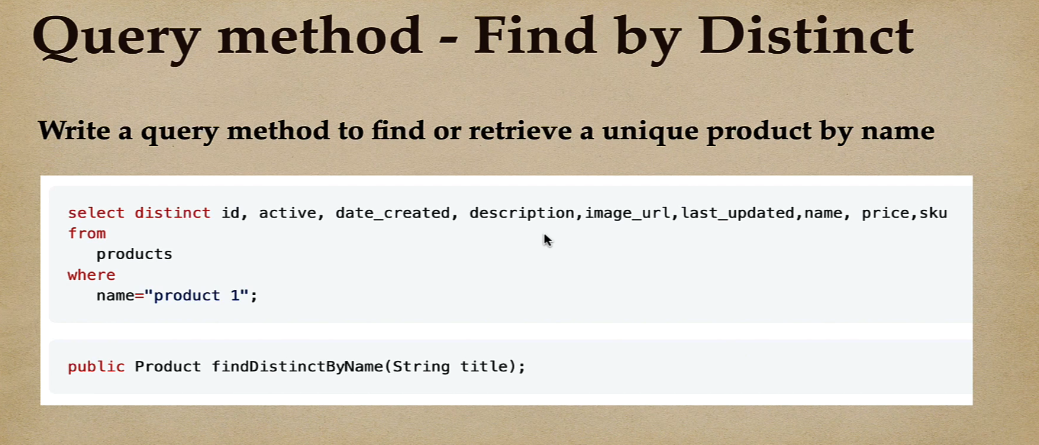 Query method - Find by Distinct
Write a query method to find or retrieve a unique product by name
select distinct id, active, date_created, description,image_url,last_updated,name, price,sku
from
products
where
name="product 1";
public Product findDistinctByName(String title);